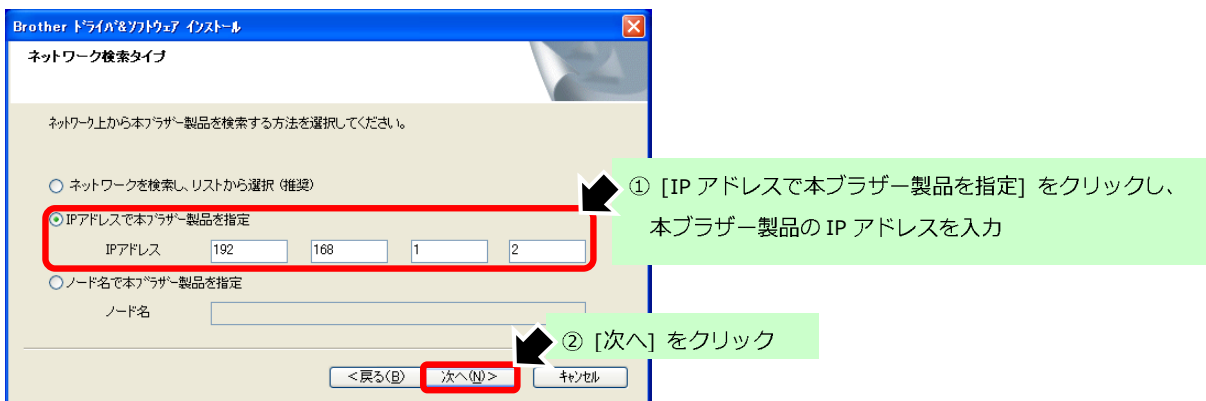 Brother ドライバ&ソフトウェア インストール
ネットワーク検索タイプ
ネットワーク上から本ブラザー製品を検索する方法を選択してください。
ネットワークを検索し、リストから選択 (推奨)
IPアドレスで本ブラザー製品を指定
IPアドレス 192 168 1 2
ノード名で本ブラザー製品を指定
ノード名
<戻る(B) 次へ(N)> キャンセル
① [IP アドレスで本ブラザー製品を指定] をクリックし、
本ブラザー製品の IP アドレスを入力
② [次へ] をクリック